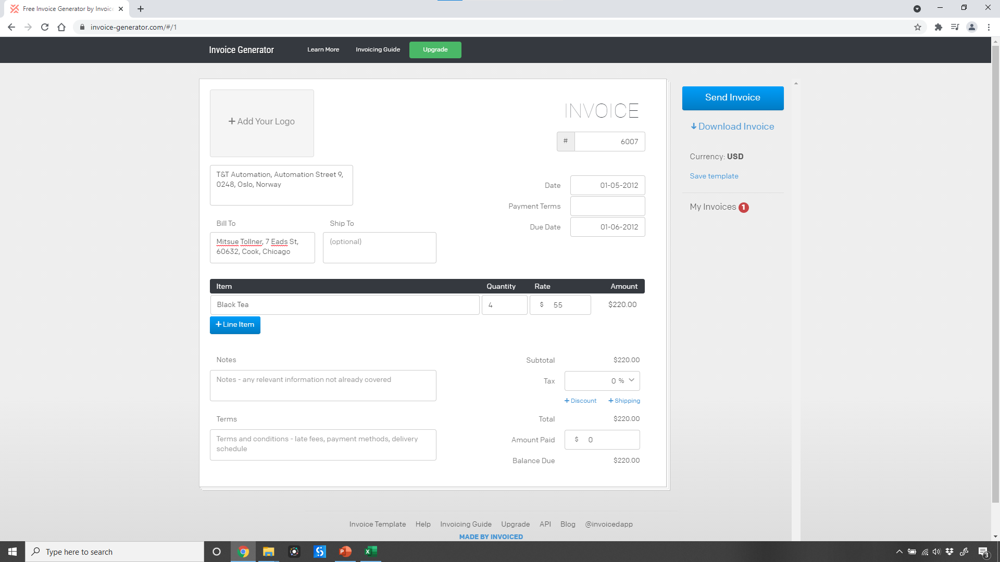 Free Invoice Generator by Invoice
invoice-generator.com/#/1
Invoice Generator
Learn More
Invoicing Guide
Upgrade
+ Add Your Logo
INVOICE
# 6007
T&T Automation, Automation Street 9,
0248, Oslo, Norway
Date 01-05-2012
Payment Terms
Due Date 01-06-2012
Bill To
Ship To
Mitsue Tollner, 7 Eads St,
60632, Cook, Chicago
(optional)
Item Quantity Rate Amount
Black Tea 4 $ 55 $220.00
+ Line Item
Notes
Notes - any relevant information not already covered
Terms
Terms and conditions - late fees, payment methods, delivery
schedule
Subtotal $220.00
Tax 0 %
+ Discount + Shipping
Total $220.00
Amount Paid $ 0
Balance Due $220.00
Send Invoice
Download Invoice
Currency: USD
Save template
My Invoices 1
Invoice Template Help Invoicing Guide Upgrade API Blog @invoicedapp
MADE BY INVOICED
Type here to search
3